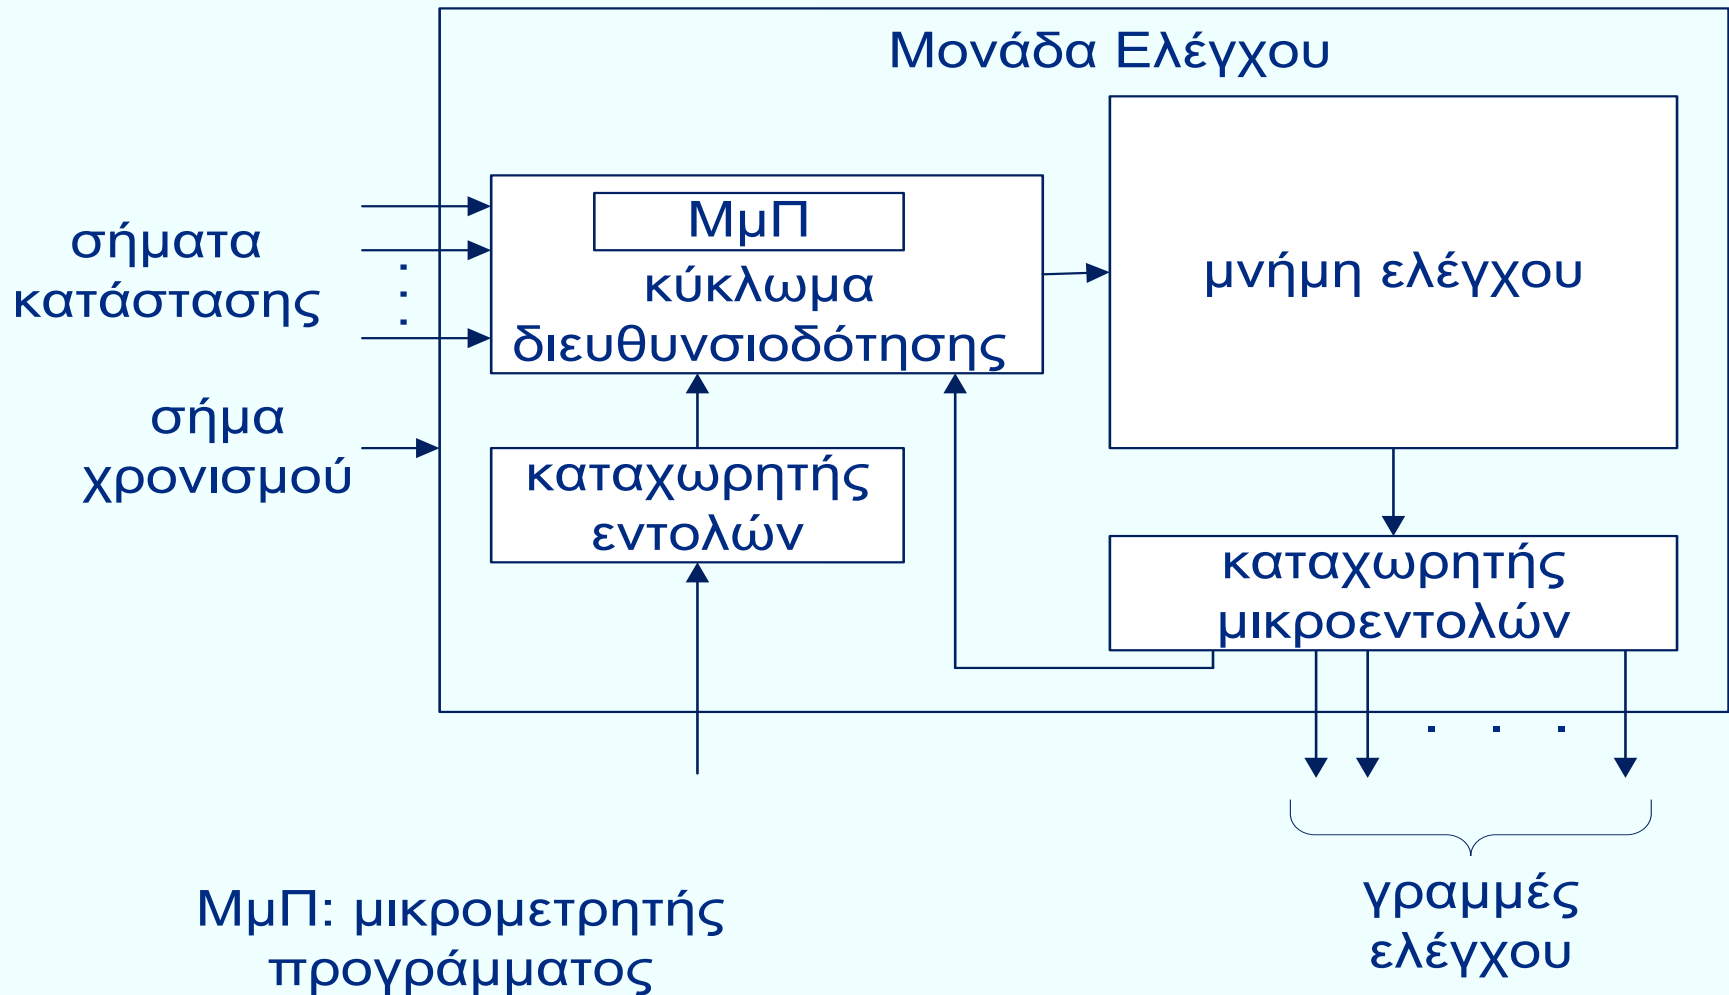 Μονάδα Ελέγχου
ΜμΠ
κύκλωμα
διευθυνσιοδότησης
μνήμη ελέγχου
σήματα
κατάστασης
σήμα
χρονισμού
καταχωρητής
εντολών
καταχωρητής
μικροεντολών
γραμμές
ελέγχου
ΜμΠ: μικρομετρητής
προγράμματος